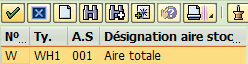 Nº... Ty. A.S Désignation aire stoc...
W WH1 001 Aire totale